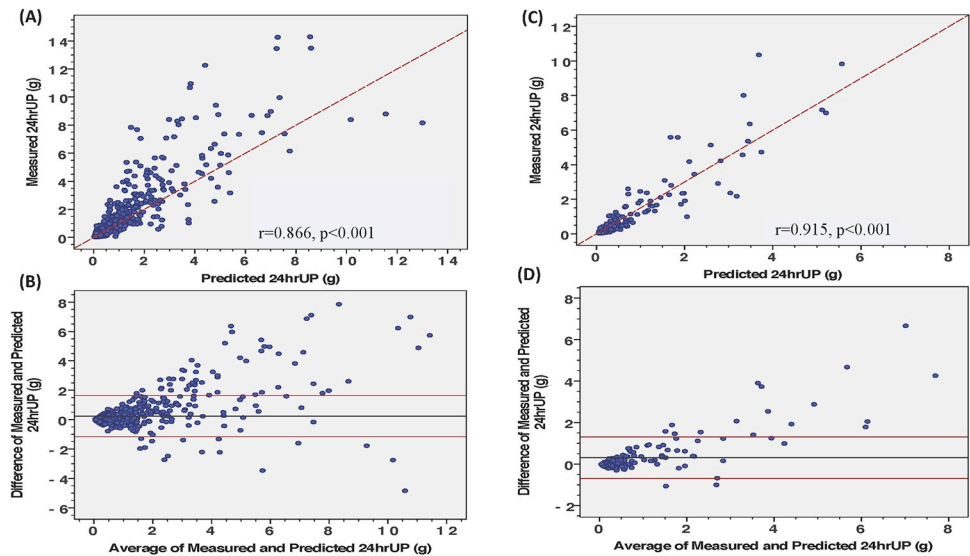 (A)
Measured 24hrUP (g)
14
12
10
8
6
4
2
0
r=0.866, p<0.001
0 2 4 6 8 10 12 14
Predicted 24hrUP (g)
(C)
Measured 24hrUP (g)
12
10
8
6
4
2
0
r=0.915, p<0.001
0 2 4 6 8
Predicted 24hrUP (g)
(B)
Difference of Measured and Predicted
24hrUP (g)
8
6
4
2
0
- 2
- 4
- 6
0 2 4 6 8 10 12
Average of Measured and Predicted 24hrUP (g)
(D)
Difference of Measured and Predicted
24hrUP (g)
8
6
4
2
0
- 2
0 2 4 6 8
Average of Measured and Predicted 24hrUP (g)